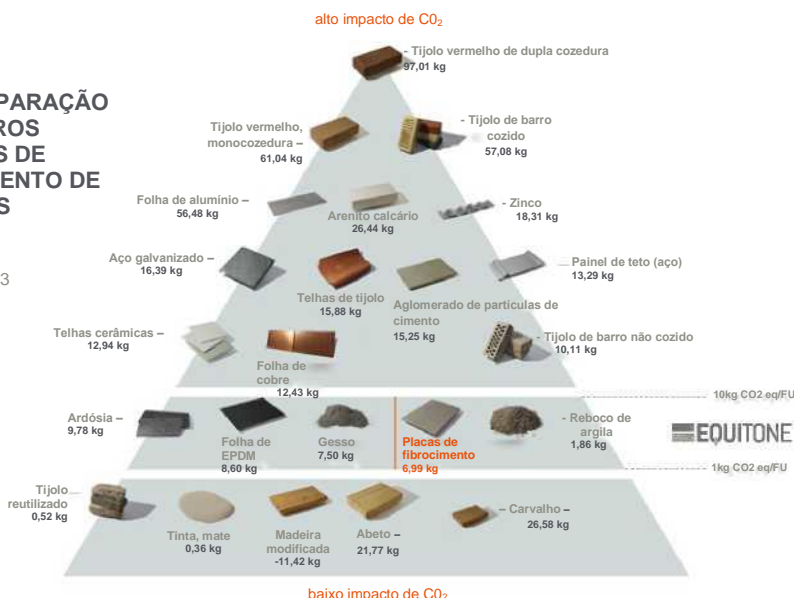 alto impacto de C0₂
- Tijolo vermelho de dupla cozedura
97,01 kg
PARAÇÃO
ROS
S DE
ENTO DE
S
3
Tijolo vermelho,
monocozedura –
61,04 kg
- Tijolo de barro
cozido
57,08 kg
Folha de alumínio –
56,48 kg
Arenito calcário
26,44 kg
- Zinco
18,31 kg
Aço galvanizado –
16,39 kg
Telhas de tijolo
15,88 kg
Aglomerado de particulas de
cimento
15,25 kg
Painel de teto (aço)
13,29 kg
Telhas cerâmicas –
12,94 kg
Folha de
cobre
12,43 kg
- Tijolo de barro não cozido
10,11 kg
10kg CO2 eq/FU
Ardósia –
9,78 kg
Folha de
EPDM
8,60 kg
Gesso
7,50 kg
Placas de
fibrocimento
6,99 kg
- Reboco de
argila
1,86 kg
EQUITONE
1kg CO2 eq/FU
Tijolo
reutilizado
0,52 kg
Tinta, mate
0,36 kg
Madeira
modificada
-11,42 kg
Abeto –
21,77 kg
– Carvalho –
26,58 kg
baixo impacto de C0₂